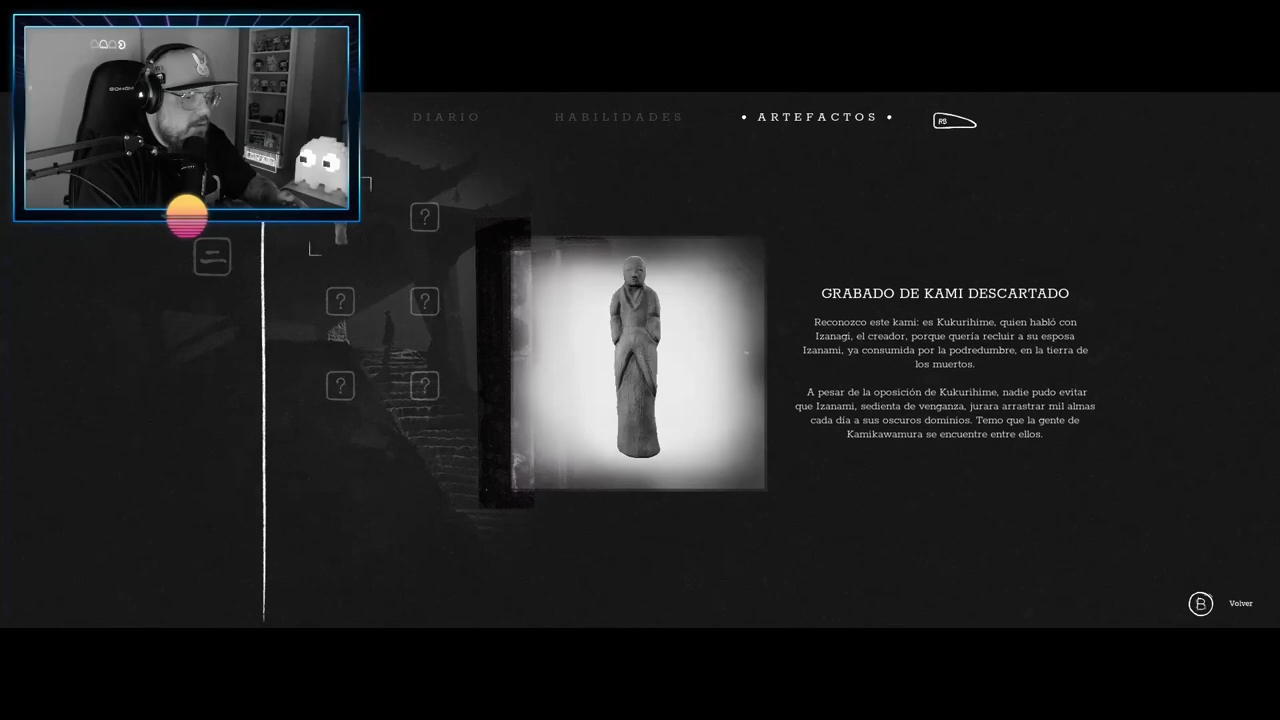 DIARIO
HABILIDADES
• ARTEFACTOS •
RB
?
?
?
?
?
GRABADO DE KAMI DESCARTADO
Reconozco este kami: es Kukurihime, quien habló con
Izanagi, el creador, porque quería recluir a su esposa
Izanami, ya consumida por la podredumbre, en la tierra de
los muertos.
A pesar de la oposición de Kukurihime, nadie pudo evitar
que Izanami, sedienta de venganza, jurara arrastrar mil almas
cada día a sus oscuros dominios. Temo que la gente de
Kamikawamura se encuentre entre ellos.
B
Volver